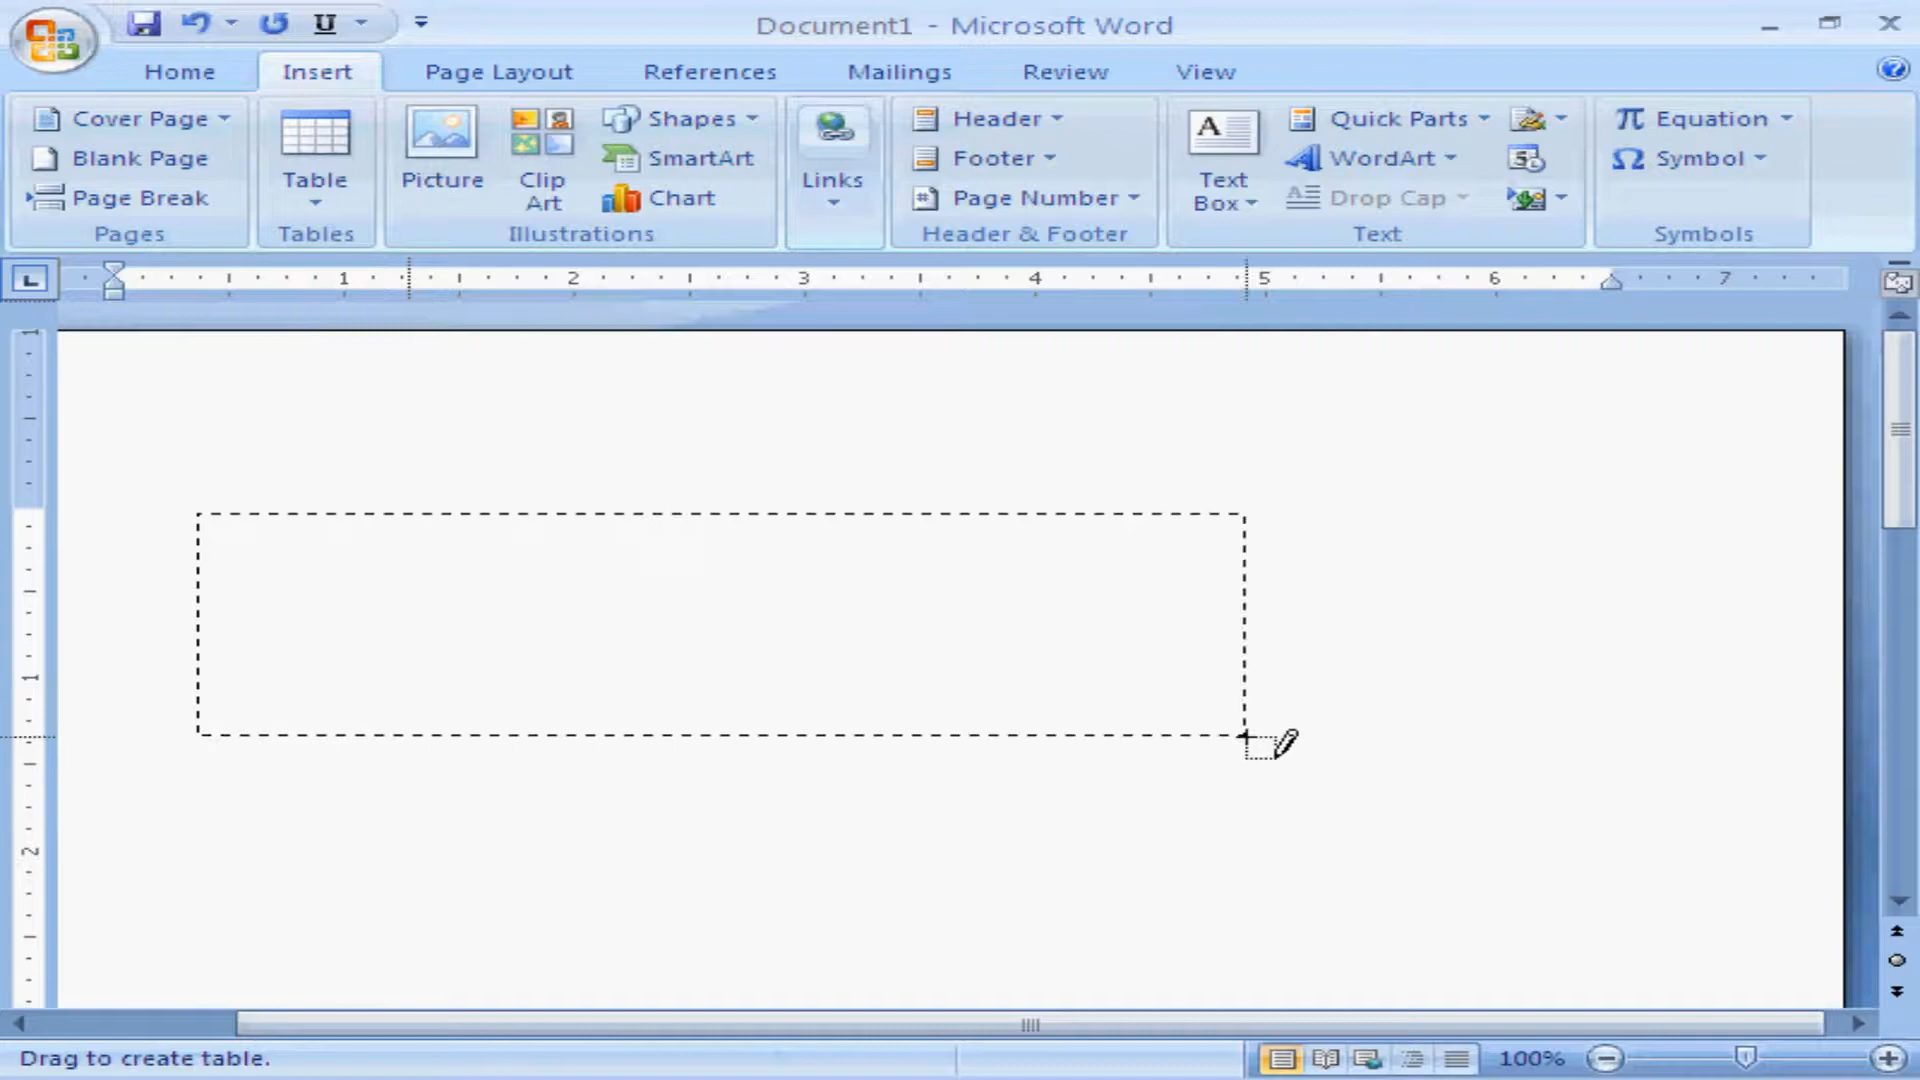 U
Document1 - Microsoft Word
Home Insert Page Layout References Mailings Review View
Cover Page
Blank Page
Page Break
Pages
Table
Tables
Picture
Clip
Art
Shapes
SmartArt
Chart
Illustrations
Links
Header
Footer
Page Number
Header & Footer
A
Text
Box
Quick Parts
WordArt
Drop Cap
Text
π Equation
Ω Symbol
Symbols
1 2 3 4 5 6 7
1
1
2
Drag to create table.
100%